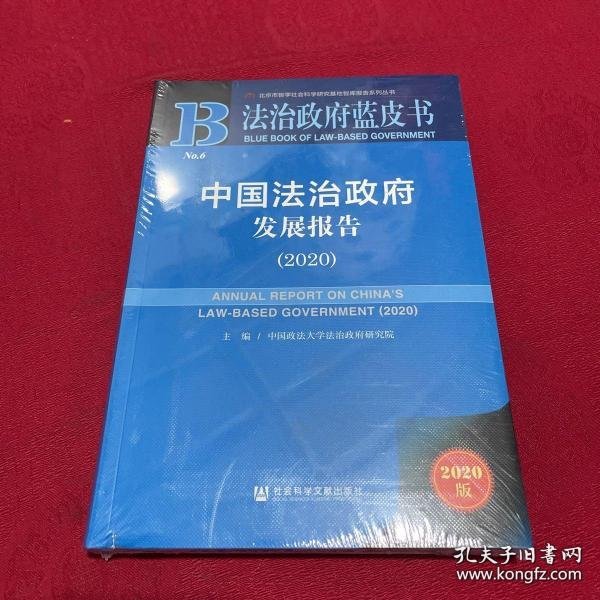 北京市哲学社会科学研究基地智库报告系列丛书
B
No.6
法治政府蓝皮书
BLUE BOOK OF LAW-BASED GOVERNMENT
中国法治政府
发展报告
(2020)
ANNUAL REPORT ON CHINA'S
LAW-BASED GOVERNMENT (2020)
主 编 / 中国政法大学法治政府研究院
2020
版
社会科学文献出版社
孔夫子旧书网
www.kongfz.com